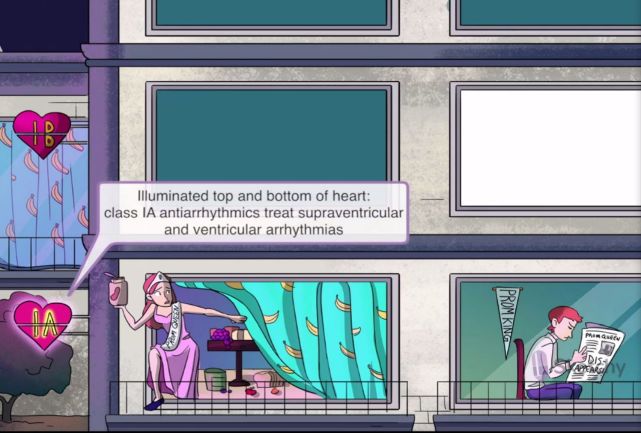 IB
Illuminated top and bottom of heart:
class IA antiarrhythmics treat supraventricular
and ventricular arrhythmias
IA
PROM QUEEN
PROM KING
PROM QUEEN
DIS-
APPEARS